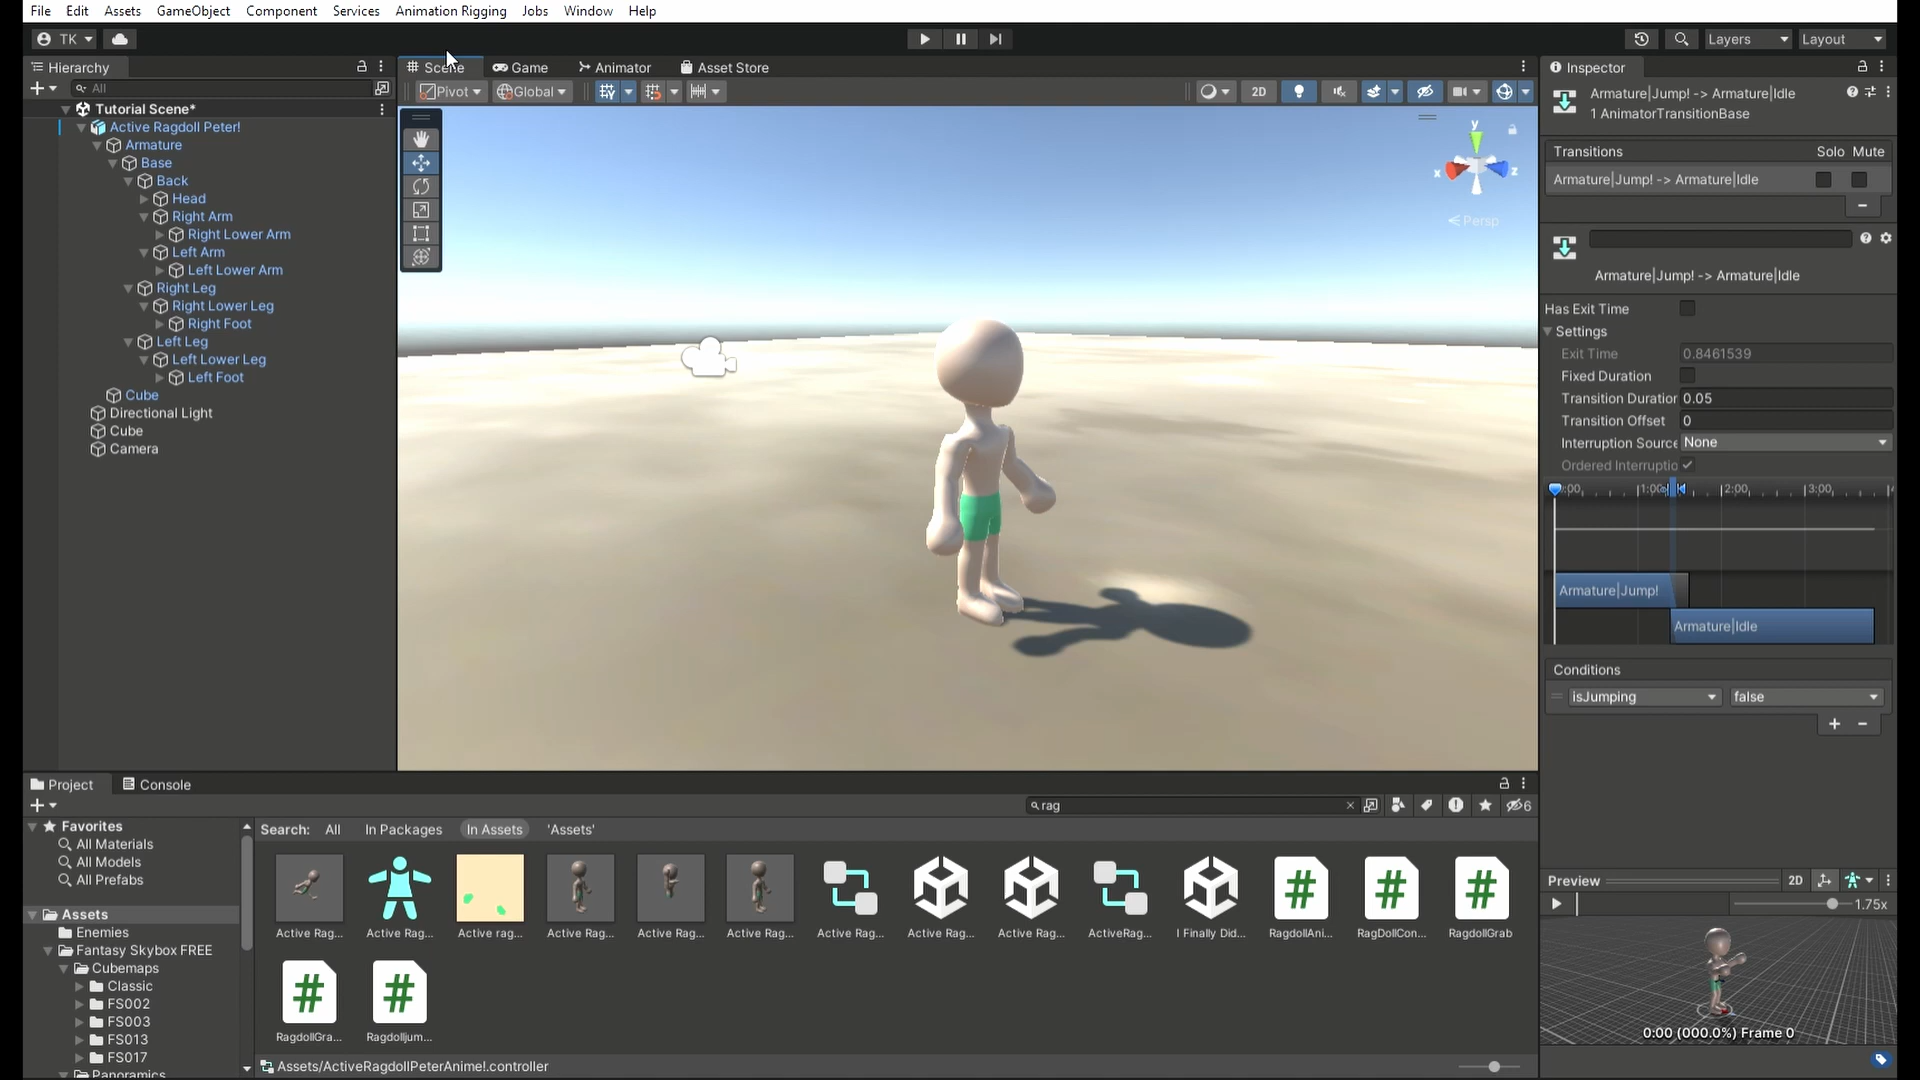 File Edit Assets GameObject Component Services Animation Rigging Jobs Window Help
TK Layers Layout
Hierarchy
All
Tutorial Scene*
Active Ragdoll Peter!
Armature
Base
Back
Head
Right Arm
Right Lower Arm
Left Arm
Left Lower Arm
Right Leg
Right Lower Leg
Right Foot
Left Leg
Left Lower Leg
Left Foot
Cube
Directional Light
Cube
Camera
Scene Game Animator Asset Store
Pivot Global 2D
y
x z
Persp
Inspector
Armature|Jump! -> Armature|Idle
1 AnimatorTransitionBase
Transitions Solo Mute
Armature|Jump! -> Armature|Idle
Armature|Jump! -> Armature|Idle
Has Exit Time
Settings
Exit Time 0.8461539
Fixed Duration
Transition Duration 0.05
Transition Offset 0
Interruption Source None
Ordered Interruptio
:00 1:00 2:00 3:00
Armature|Jump!
Armature|Idle
Conditions
isJumping false
Preview 2D
1.75x
0:00 (000.0%) Frame 0
Project Console
rag 6
Favorites
All Materials
All Models
All Prefabs
Assets
Enemies
Fantasy Skybox FREE
Cubemaps
Classic
FS002
FS003
FS013
FS017
Panoramics
Search: All In Packages In Assets 'Assets'
Active Rag... Active Rag... Active rag... Active Rag... Active Rag... Active Rag... Active Rag... Active Rag... Active Rag... ActiveRag... I Finally Did... RagdollAni... RagDollCon... RagdollGrab
RagdollGra... Ragdolljum...
Assets/ActiveRagdollPeterAnime!.controller